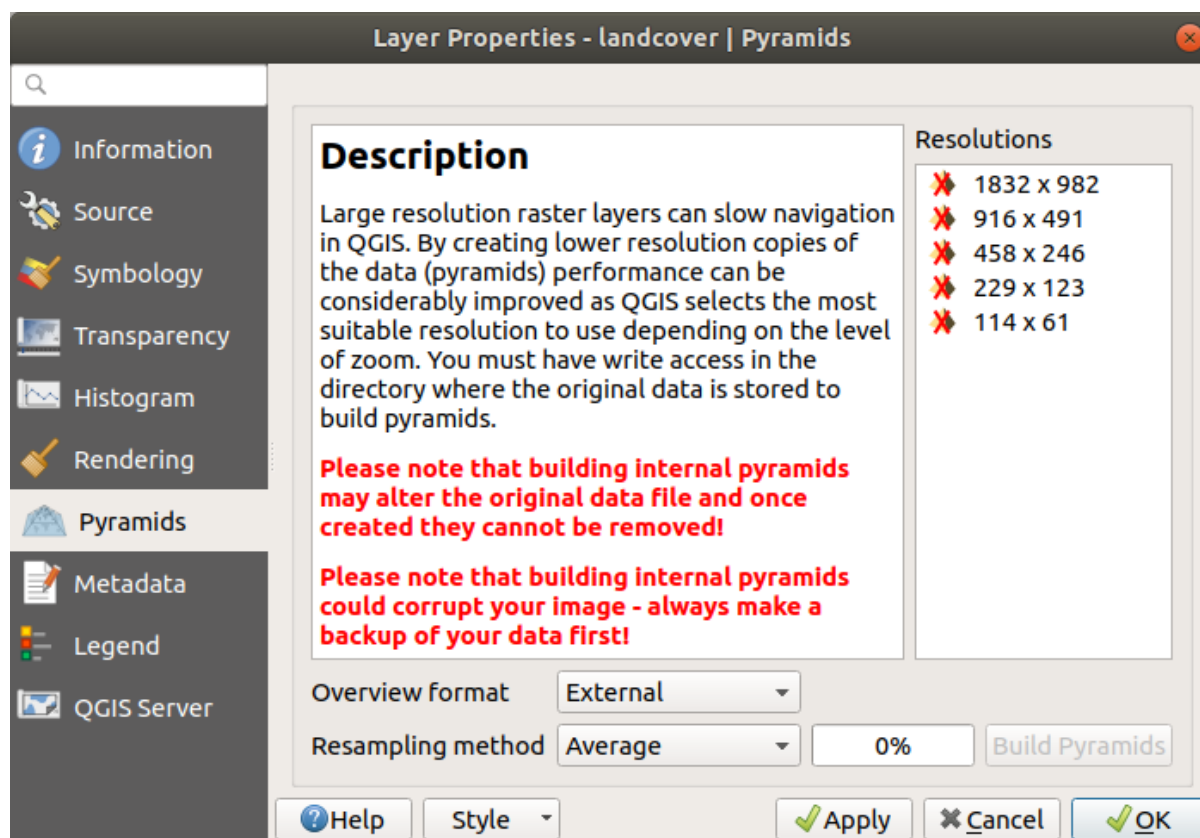 Layer Properties - landcover | Pyramids
Information
Source
Symbology
Transparency
Histogram
Rendering
Pyramids
Metadata
Legend
QGIS Server
Description
Large resolution raster layers can slow navigation
in QGIS. By creating lower resolution copies of
the data (pyramids) performance can be
considerably improved as QGIS selects the most
suitable resolution to use depending on the level
of zoom. You must have write access in the
directory where the original data is stored to
build pyramids.
Please note that building internal pyramids
may alter the original data file and once
created they cannot be removed!
Please note that building internal pyramids
could corrupt your image - always make a
backup of your data first!
Resolutions
1832 x 982
916 x 491
458 x 246
229 x 123
114 x 61
Overview format External
Resampling method Average 0% Build Pyramids
Help Style Apply Cancel OK